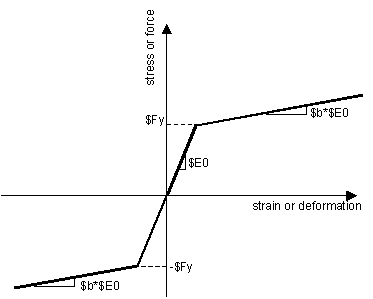 stress or force
$Fy
$b*$E0
$E0
strain or deformation
-$Fy
$b*$E0